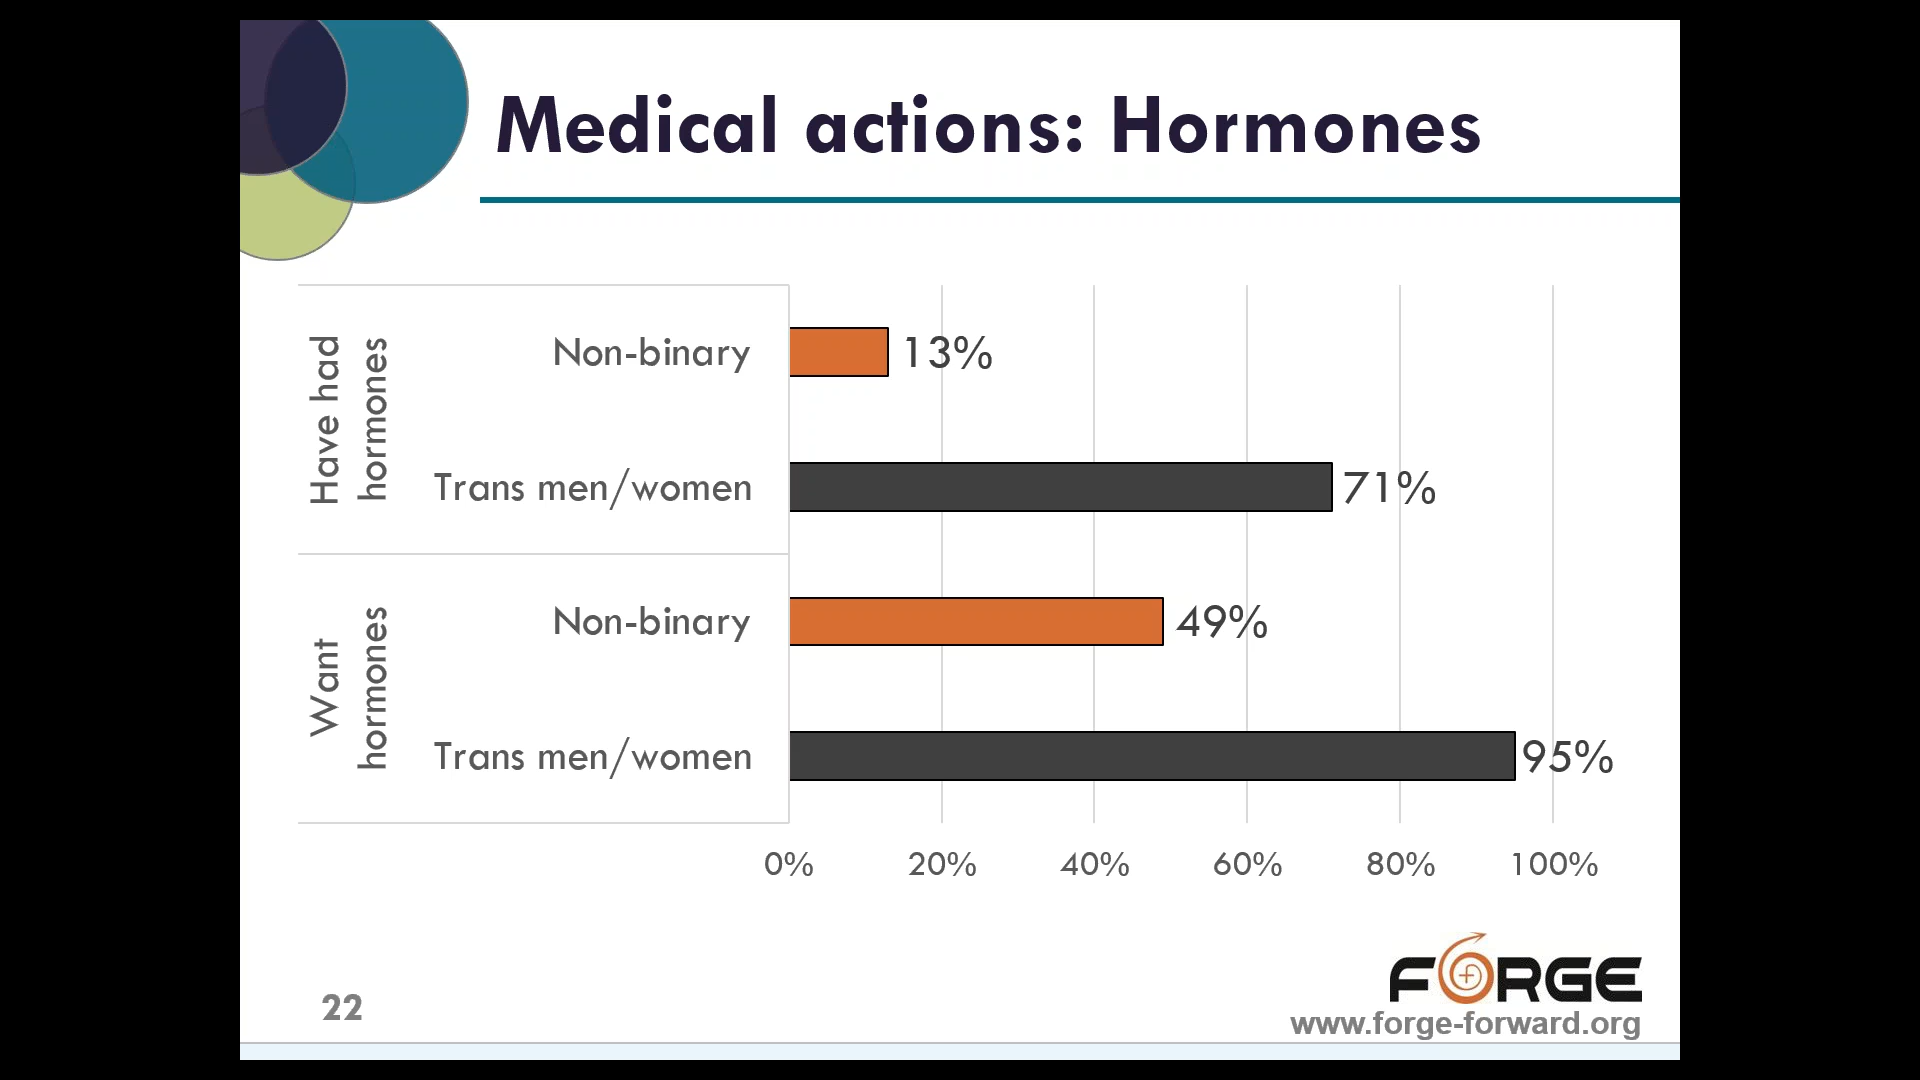 Medical actions: Hormones
Have had
hormones
Non-binary
13%
Trans men/women
71%
Want
hormones
Non-binary
49%
Trans men/women
95%
0% 20% 40% 60% 80% 100%
22
FORGE
www.forge-forward.org